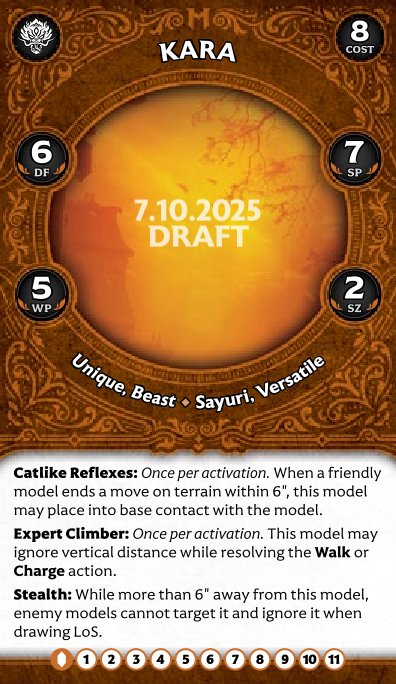 KARA
8
COST
6
DF
7
SP
7.10.2025
DRAFT
5
WP
2
SZ
Unique, Beast ◆ Sayuri, Versatile
Catlike Reflexes: Once per activation. When a friendly
model ends a move on terrain within 6", this model
may place into base contact with the model.
Expert Climber: Once per activation. This model may
ignore vertical distance while resolving the Walk or
Charge action.
Stealth: While more than 6" away from this model,
enemy models cannot target it and ignore it when
drawing LoS.
1 2 3 4 5 6 7 8 9 10 11